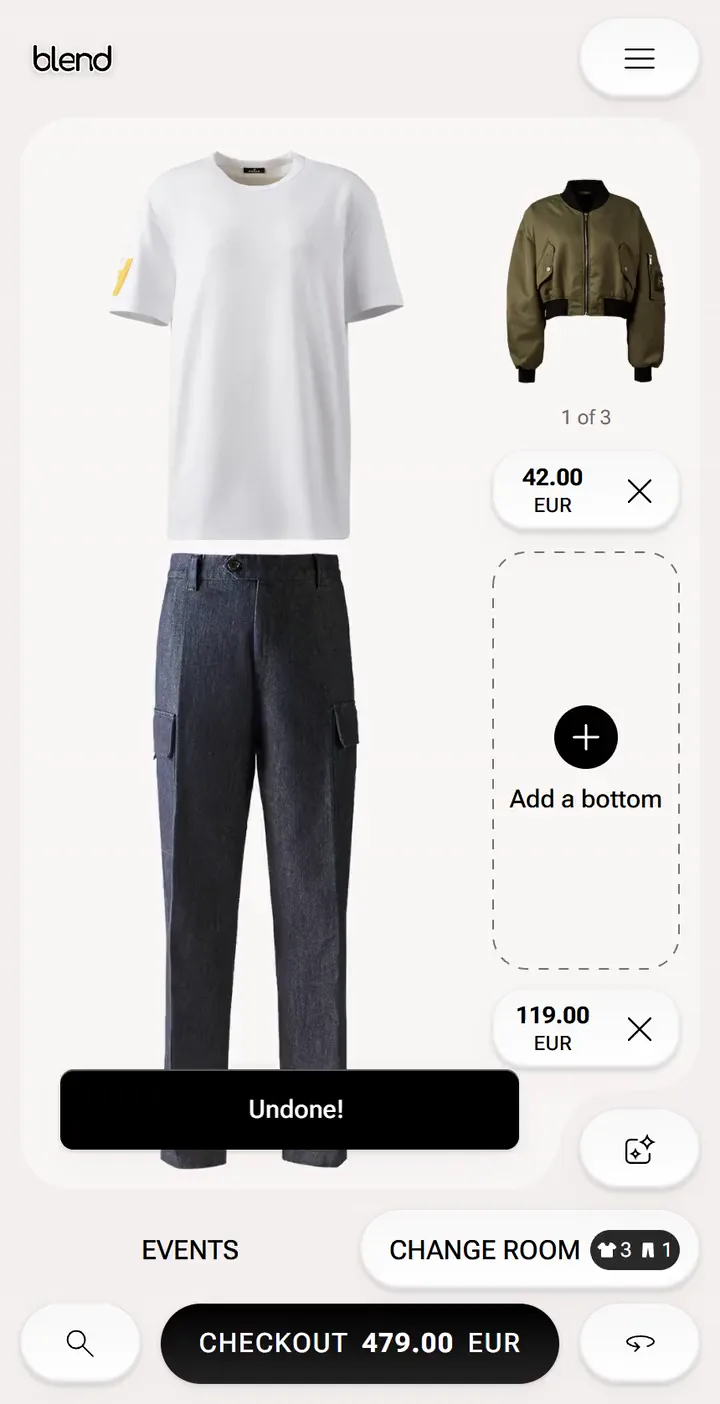 blend
1 of 3
42.00
EUR
Add a bottom
119.00
EUR
Undone!
EVENTS
CHANGE ROOM 3 1
CHECKOUT 479.00 EUR